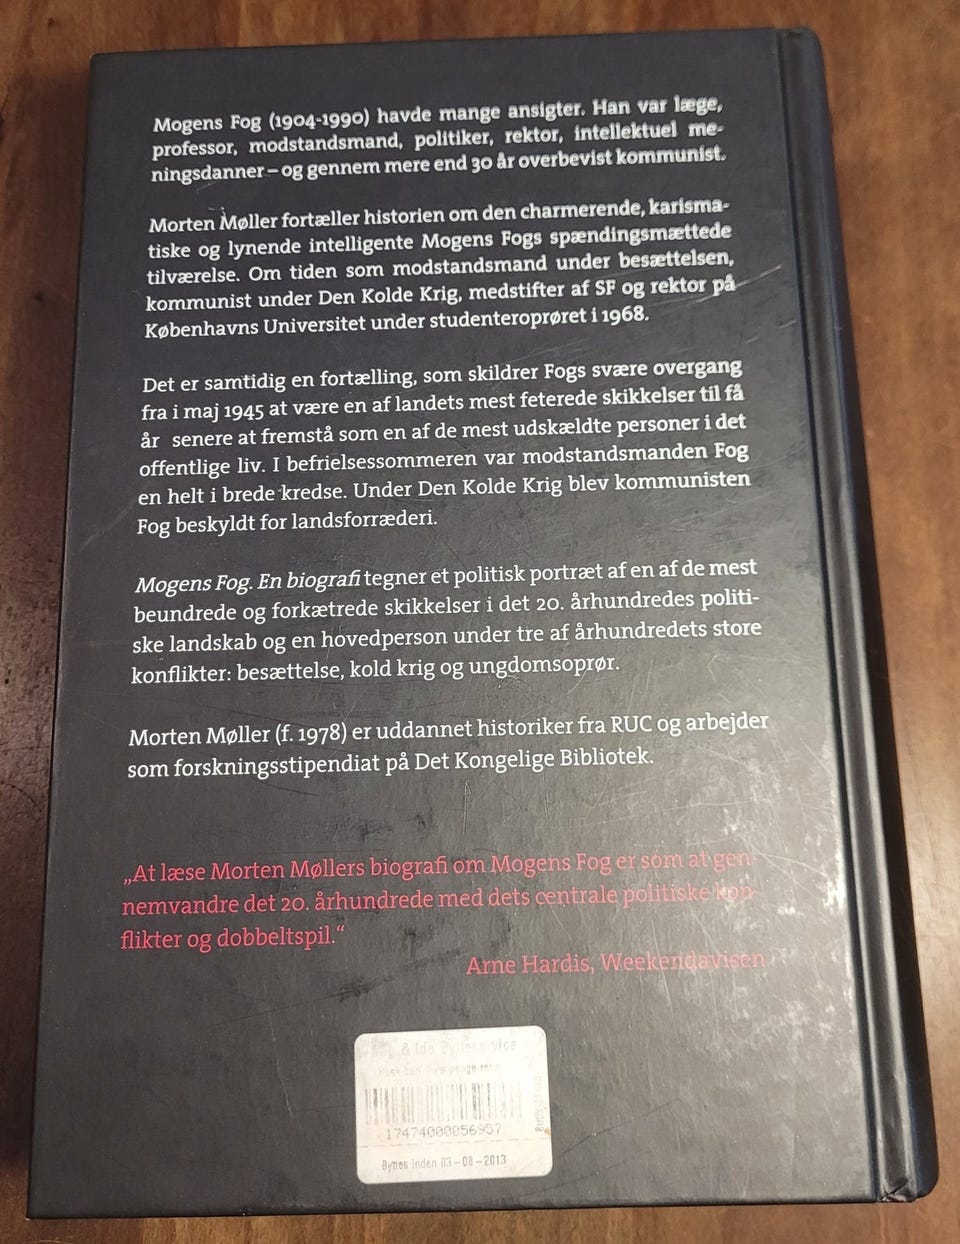 Mogens Fog (1904-1990) havde mange ansigter. Han var læge,
professor, modstandsmand, politiker, rektor, intellektuel me-
ningsdanner – og gennem mere end 30 år overbevist kommunist.
Morten Møller fortæller historien om den charmerende, karisma-
tiske og lynende intelligente Mogens Fogs spændingsmættede
tilværelse. Om tiden som modstandsmand under besættelsen,
kommunist under Den Kolde Krig, medstifter af SF og rektor på
Københavns Universitet under studenteroprøret i 1968.
Det er samtidig en fortælling, som skildrer Fogs svære overgang
fra i maj 1945 at være en af landets mest feterede skikkelser til få
år senere at fremstå som en af de mest udskældte personer i det
offentlige liv. I befrielsessommeren var modstandsmanden Fog
en helt i brede kredse. Under Den Kolde Krig blev kommunisten
Fog beskyldt for landsforræderi.
Mogens Fog. En biografi tegner et politisk portræt af en af de mest
beundrede og forkætrede skikkelser i det 20. århundredes politi-
ske landskab og en hovedperson under tre af århundredets store
konflikter: besættelse, kold krig og ungdomsoprør.
Morten Møller (f. 1978) er uddannet historiker fra RUC og arbejder
som forskningsstipendiat på Det Kongelige Bibliotek.
„At læse Morten Møllers biografi om Mogens Fog er som at gen-
nemvandre det 20. århundrede med dets centrale politiske kon-
flikter og dobbeltspil.“
Arne Hardis, Weekendavisen
& Idé Bytteservice
17474000056957
Byttes inden 03-08-2013